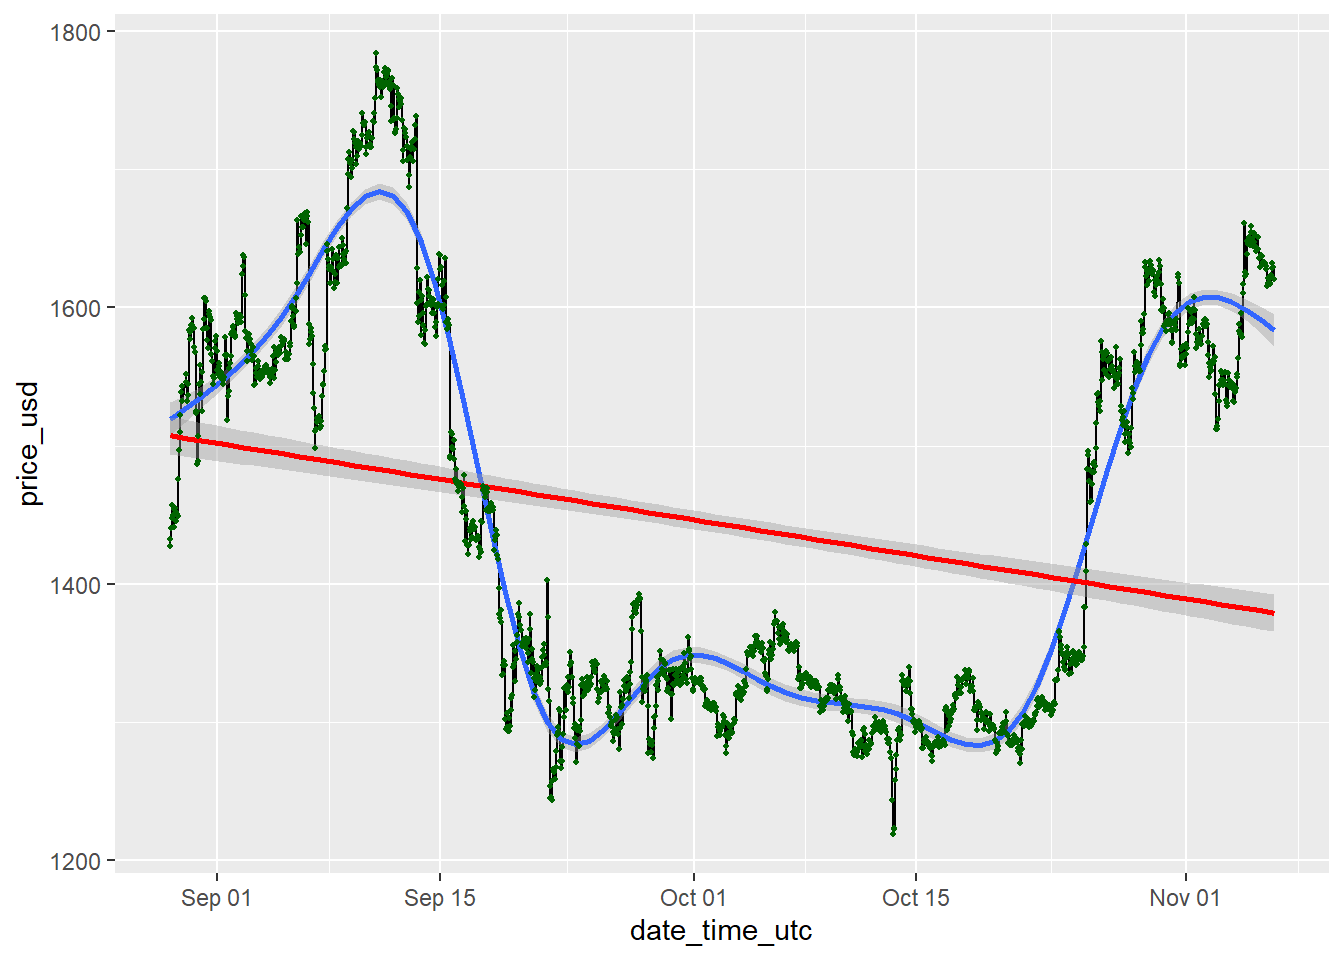 1800
1600
1400
1200
price_usd
Sep 01
Sep 15
Oct 01
Oct 15
Nov 01
date_time_utc